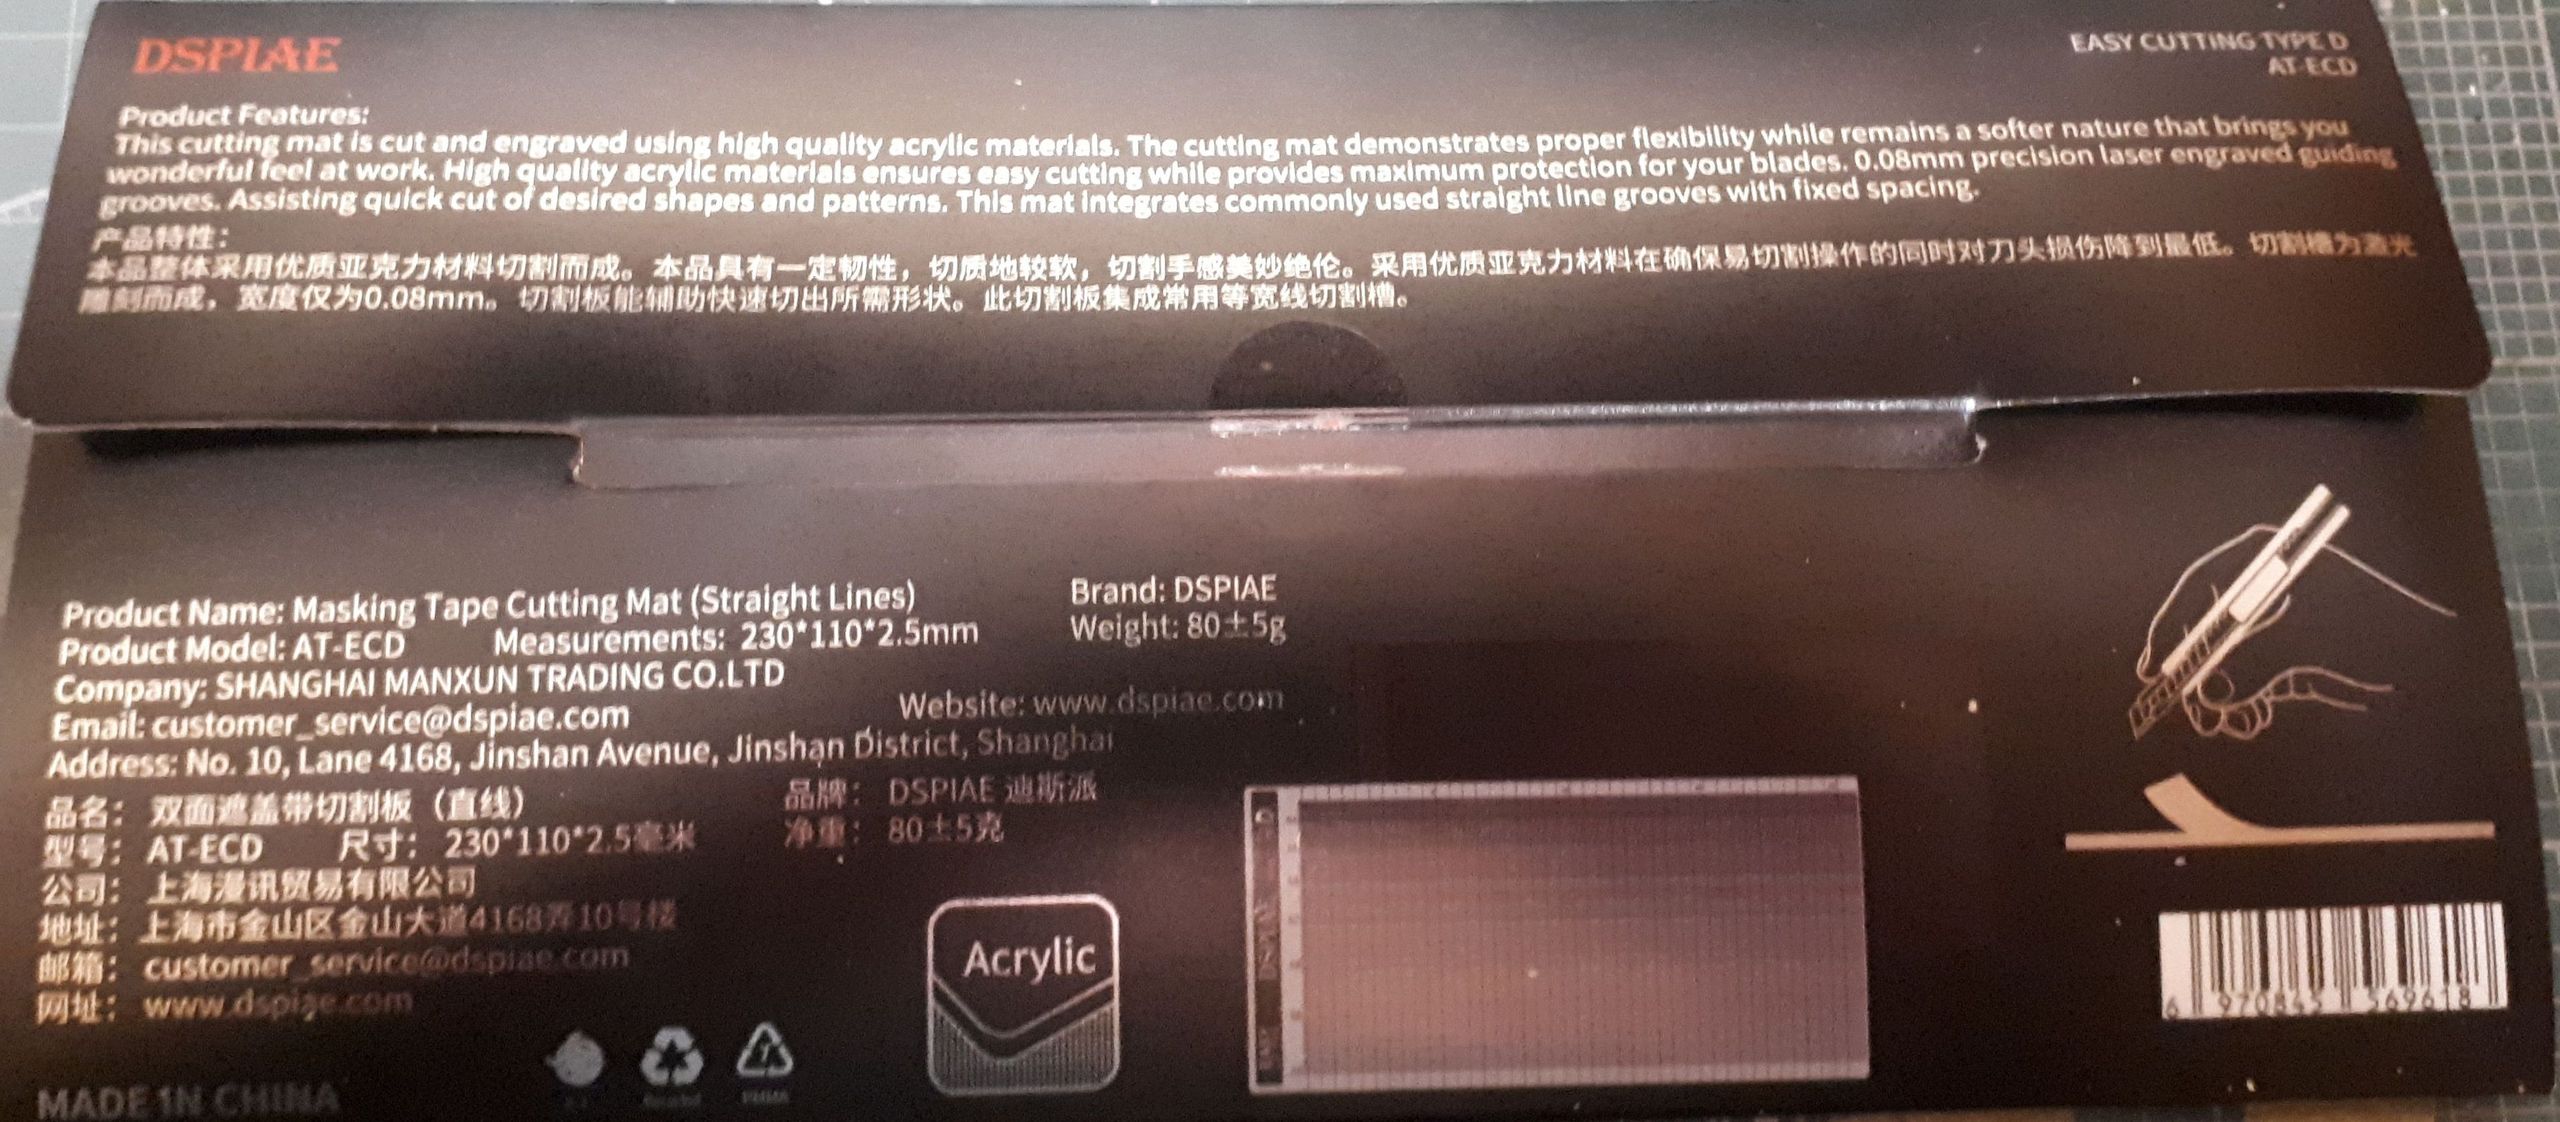 DSPIAE
EASY CUTTING TYPE D
AT-ECD
Product Features:
This cutting mat is cut and engraved using high quality acrylic materials. The cutting mat demonstrates proper flexibility while remains a softer nature that brings you
wonderful feel at work. High quality acrylic materials ensures easy cutting while provides maximum protection for your blades. 0.08mm precision laser engraved guiding
grooves. Assisting quick cut of desired shapes and patterns. This mat integrates commonly used straight line grooves with fixed spacing.
产品特性：
本品整体采用优质亚克力材料切割而成。本品具有一定韧性，切质地较软，切割手感美妙绝伦。采用优质亚克力材料在确保易切割操作的同时对刀头损伤降到最低。切割槽为激光
雕刻而成，宽度仅为0.08mm。切割板能辅助快速切出所需形状。此切割板集成常用等宽线切割槽。
Product Name: Masking Tape Cutting Mat (Straight Lines)
Brand: DSPIAE
Product Model: AT-ECD Measurements: 230*110*2.5mm
Weight: 80±5g
Company: SHANGHAI MANXUN TRADING CO.LTD
Email: customer_service@dspiae.com
Website: www.dspiae.com
Address: No. 10, Lane 4168, Jinshan Avenue, Jinshan District, Shanghai
品名： 双面遮盖带切割板（直线）
品牌： DSPIAE 迪斯派
型号： AT-ECD 尺寸： 230*110*2.5毫米
净重： 80±5克
公司： 上海漫讯贸易有限公司
地址： 上海市金山区金山大道4168弄10号楼
邮箱： customer_service@dspiae.com
网址： www.dspiae.com
Acrylic
DSPIAE
6 970845 569618
MADE IN CHINA